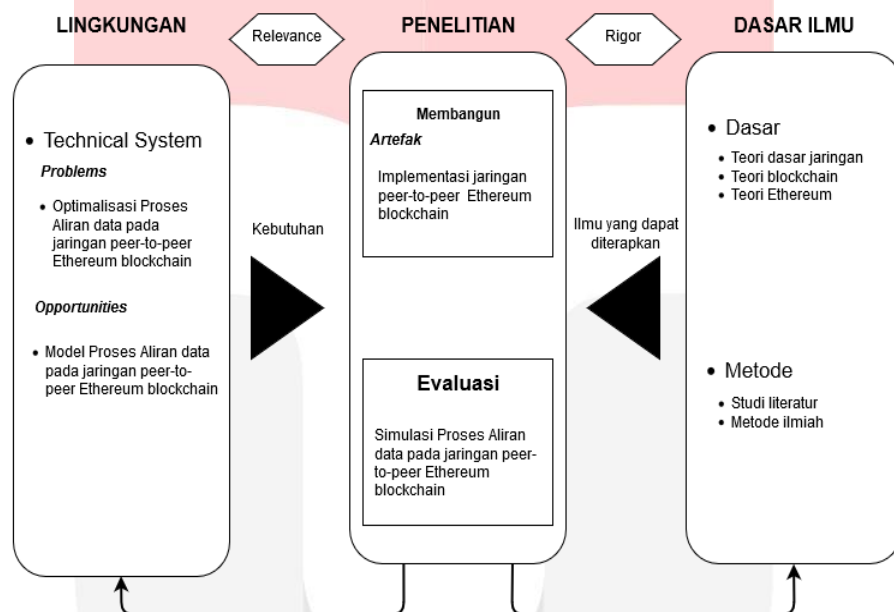 LINGKUNGAN
Relevance
PENELITIAN
Rigor
DASAR ILMU
• Technical System
Problems
• Optimalisasi Proses
Aliran data pada
jaringan peer-to-peer
Ethereum blockchain
Opportunities
• Model Proses Aliran data
pada jaringan peer-to-
peer Ethereum blockchain
Kebutuhan
Membangun
Artefak
Implementasi jaringan
peer-to-peer Ethereum
blockchain
Evaluasi
Simulasi Proses Aliran
data pada jaringan peer-
to-peer Ethereum
blockchain
Ilmu yang dapat
diterapkan
• Dasar
• Teori dasar jaringan
• Teori blockchain
• Teori Ethereum
• Metode
• Studi literatur
• Metode ilmiah